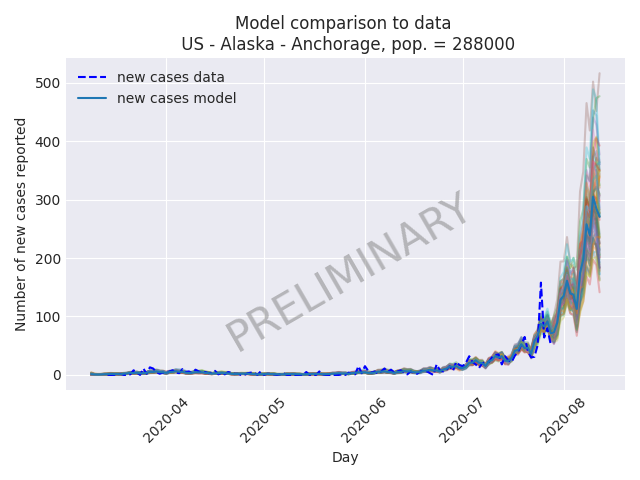 Model comparison to data
US - Alaska - Anchorage, pop. = 288000
new cases data
new cases model
Number of new cases reported
500
400
300
200
100
0
PRELIMINARY
2020-04
2020-05
2020-06
2020-07
2020-08
Day